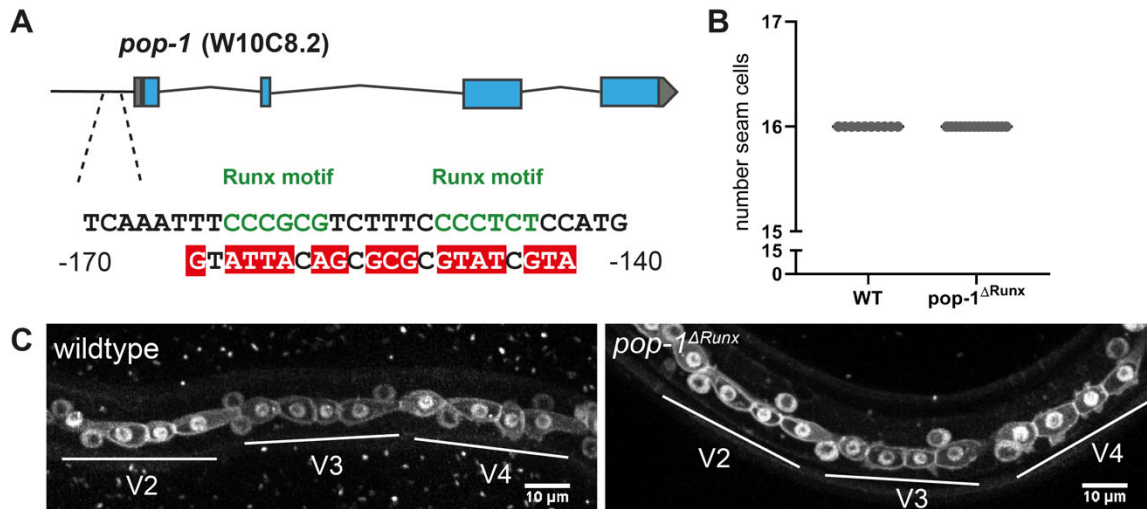 A
pop-1 (W10C8.2)
Runx motif Runx motif
TCAAATTTCCCGCGTCTTTCCCCTCTCCATG
-170 GTATTACAGCGCGCGTATCGTA -140
B
number seam cells
17
16
15
15
0
WT pop-1ΔRunx
C
wildtype
V2
V3
V4
10 µm
pop-1ΔRunx
V2
V3
V4
10 µm